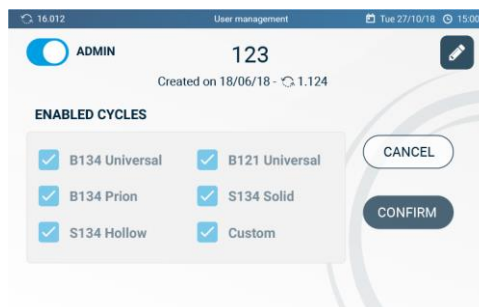 16.012 User management Tue 27/10/18 15:00
ADMIN 123
Created on 18/06/18 - 1.124
ENABLED CYCLES
B134 Universal B121 Universal
B134 Prion S134 Solid
S134 Hollow Custom
CANCEL
CONFIRM